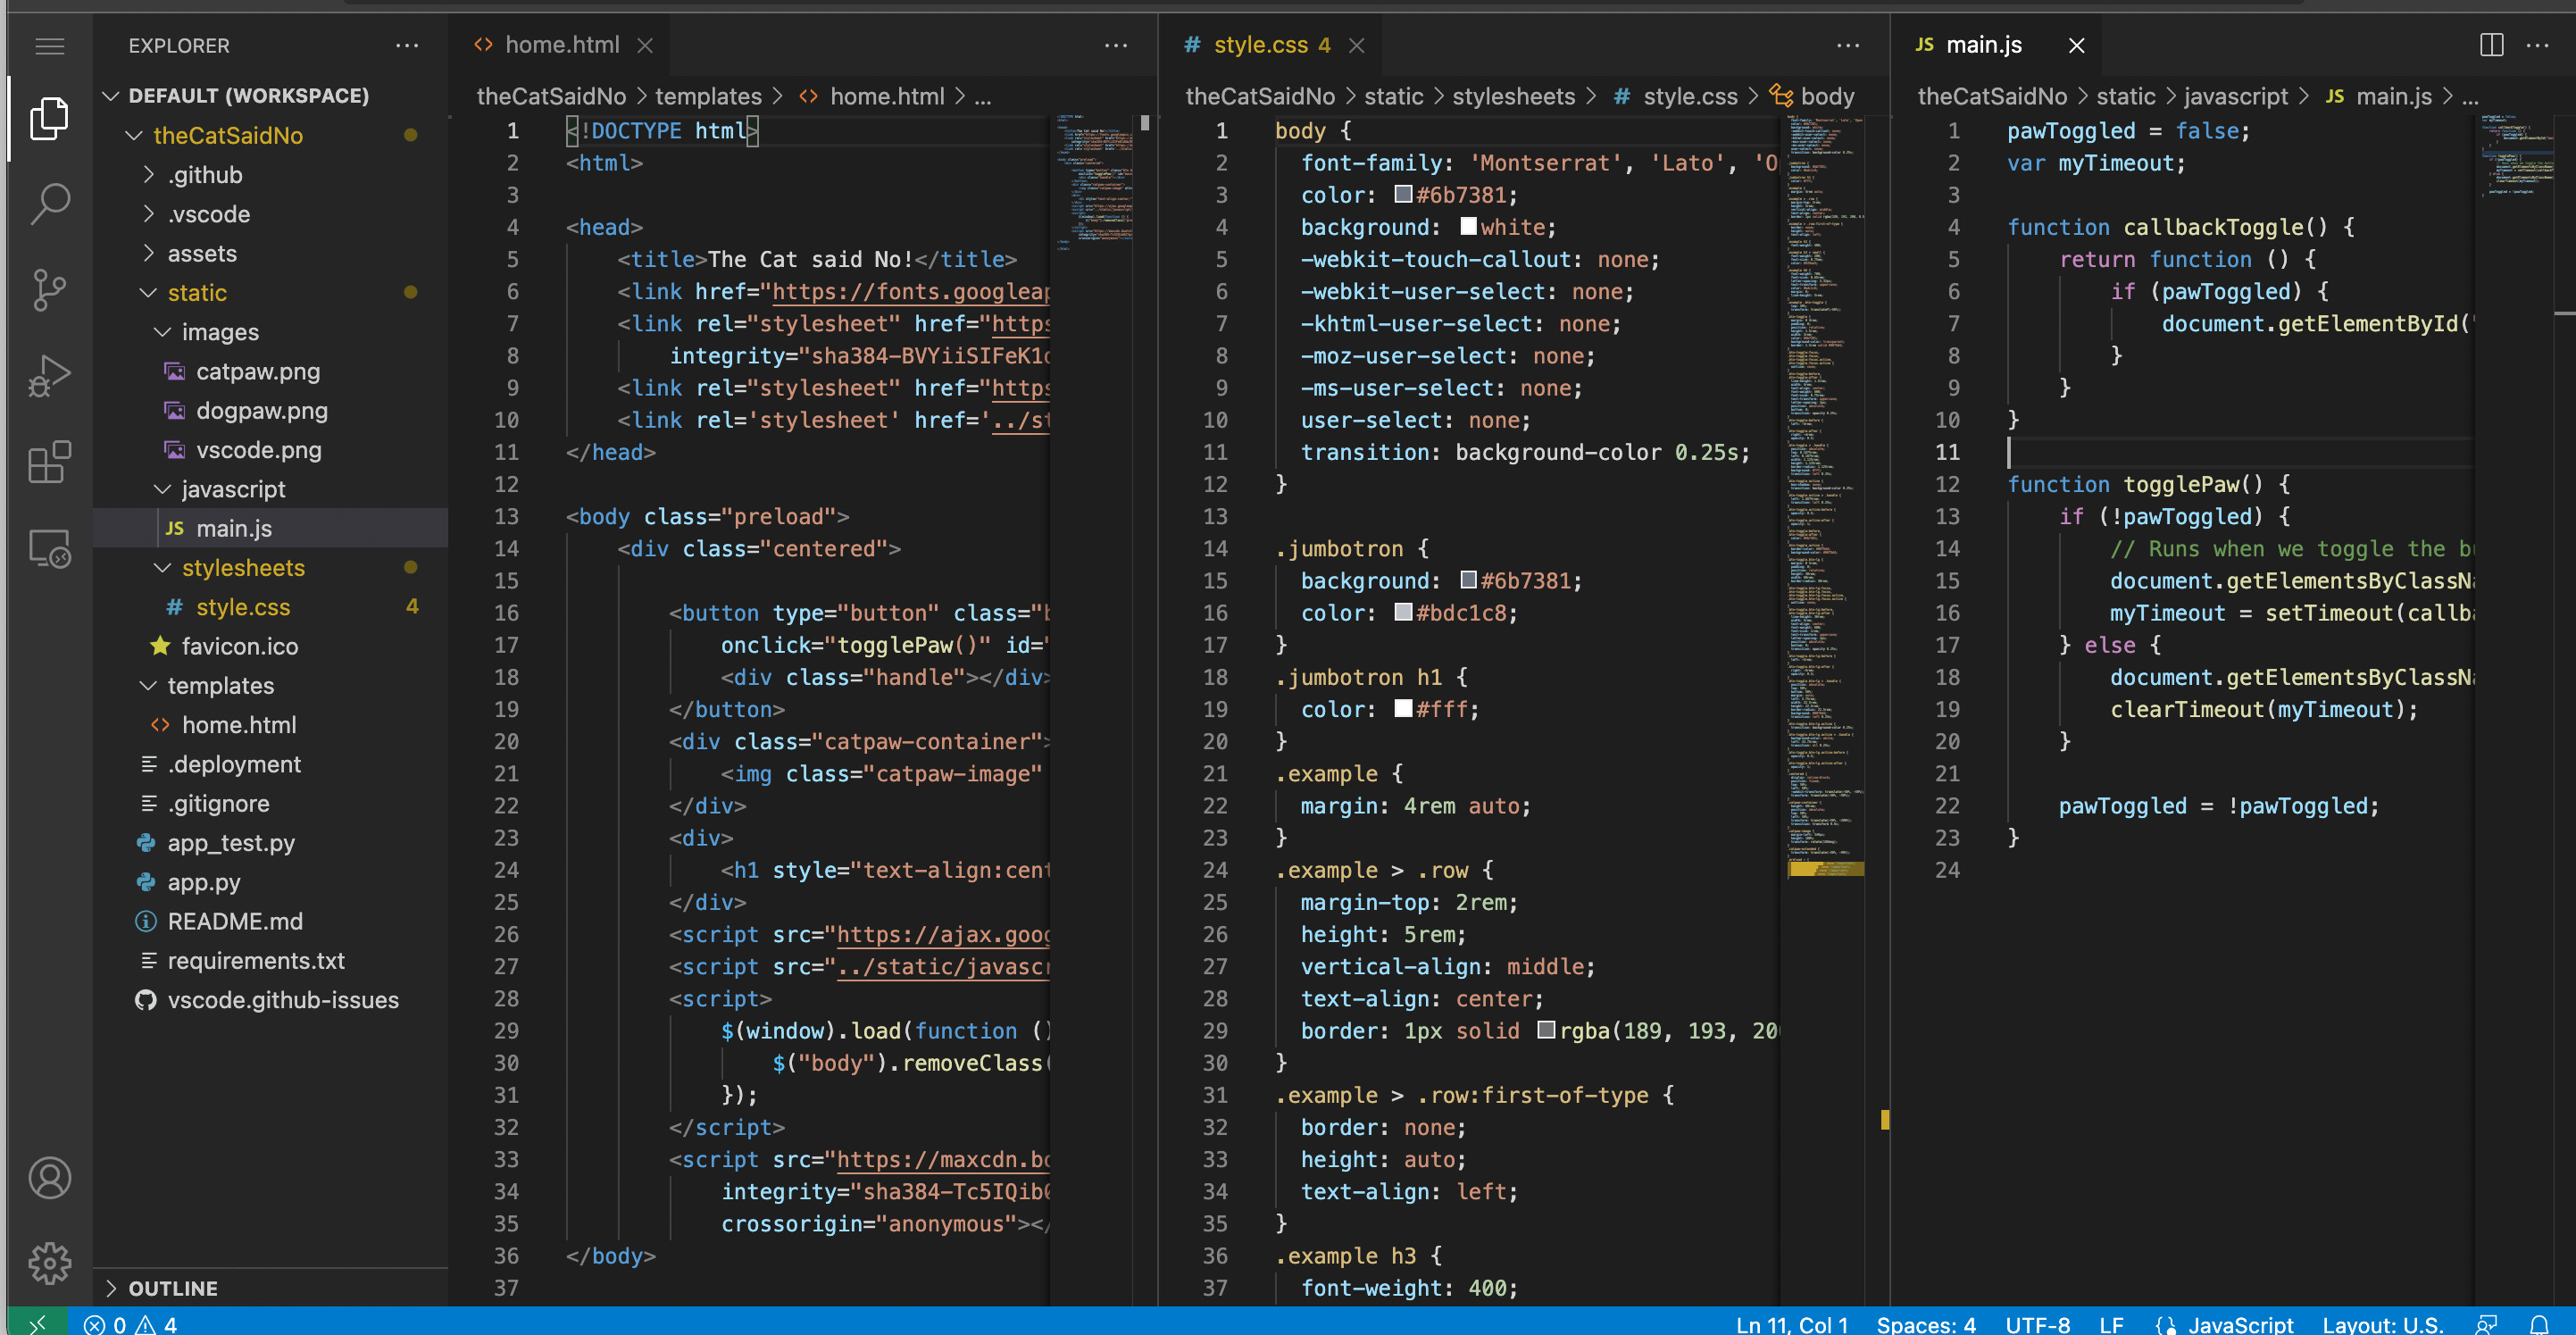 EXPLORER
DEFAULT (WORKSPACE)
theCatSaidNo
.github
.vscode
assets
static
images
catpaw.png
dogpaw.png
vscode.png
javascript
JS main.js
stylesheets
# style.css 4
favicon.ico
templates
<> home.html
.deployment
.gitignore
app_test.py
app.py
README.md
requirements.txt
vscode.github-issues
OUTLINE
<> home.html
theCatSaidNo > templates > <> home.html > ...
1 <!DOCTYPE html>
2 <html>
3
4 <head>
5 <title>The Cat said No!</title>
6 <link href="https://fonts.googleap
7 <link rel="stylesheet" href="https
8 integrity="sha384-BVYiiSIFeK1d
9 <link rel="stylesheet" href="https
10 <link rel='stylesheet' href='../st
11 </head>
12
13 <body class="preload">
14 <div class="centered">
15
16 <button type="button" class="b
17 onclick="togglePaw()" id="
18 <div class="handle"></div>
19 </button>
20 <div class="catpaw-container">
21 <img class="catpaw-image"
22 </div>
23 <div>
24 <h1 style="text-align:cent
25 </div>
26 <script src="https://ajax.goog
27 <script src="../static/javascr
28 <script>
29 $(window).load(function ()
30 $("body").removeClass(
31 });
32 </script>
33 <script src="https://maxcdn.bo
34 integrity="sha384-Tc5IQib0
35 crossorigin="anonymous"></
36 </body>
37
# style.css 4
theCatSaidNo > static > stylesheets > # style.css > body
1 body {
2 font-family: 'Montserrat', 'Lato', 'O
3 color: #6b7381;
4 background: white;
5 -webkit-touch-callout: none;
6 -webkit-user-select: none;
7 -khtml-user-select: none;
8 -moz-user-select: none;
9 -ms-user-select: none;
10 user-select: none;
11 transition: background-color 0.25s;
12 }
13
14 .jumbotron {
15 background: #6b7381;
16 color: #bdc1c8;
17 }
18 .jumbotron h1 {
19 color: #fff;
20 }
21 .example {
22 margin: 4rem auto;
23 }
24 .example > .row {
25 margin-top: 2rem;
26 height: 5rem;
27 vertical-align: middle;
28 text-align: center;
29 border: 1px solid rgba(189, 193, 200
30 }
31 .example > .row:first-of-type {
32 border: none;
33 height: auto;
34 text-align: left;
35 }
36 .example h3 {
37 font-weight: 400;
JS main.js
theCatSaidNo > static > javascript > JS main.js > ...
1 pawToggled = false;
2 var myTimeout;
3
4 function callbackToggle() {
5 return function () {
6 if (pawToggled) {
7 document.getElementById("
8 }
9 }
10 }
11
12 function togglePaw() {
13 if (!pawToggled) {
14 // Runs when we toggle the bu
15 document.getElementsByClassNa
16 myTimeout = setTimeout(callba
17 } else {
18 document.getElementsByClassNa
19 clearTimeout(myTimeout);
20 }
21
22 pawToggled = !pawToggled;
23 }
24
0 4
Ln 11, Col 1 Spaces: 4 UTF-8 LF JavaScript Layout: U.S.